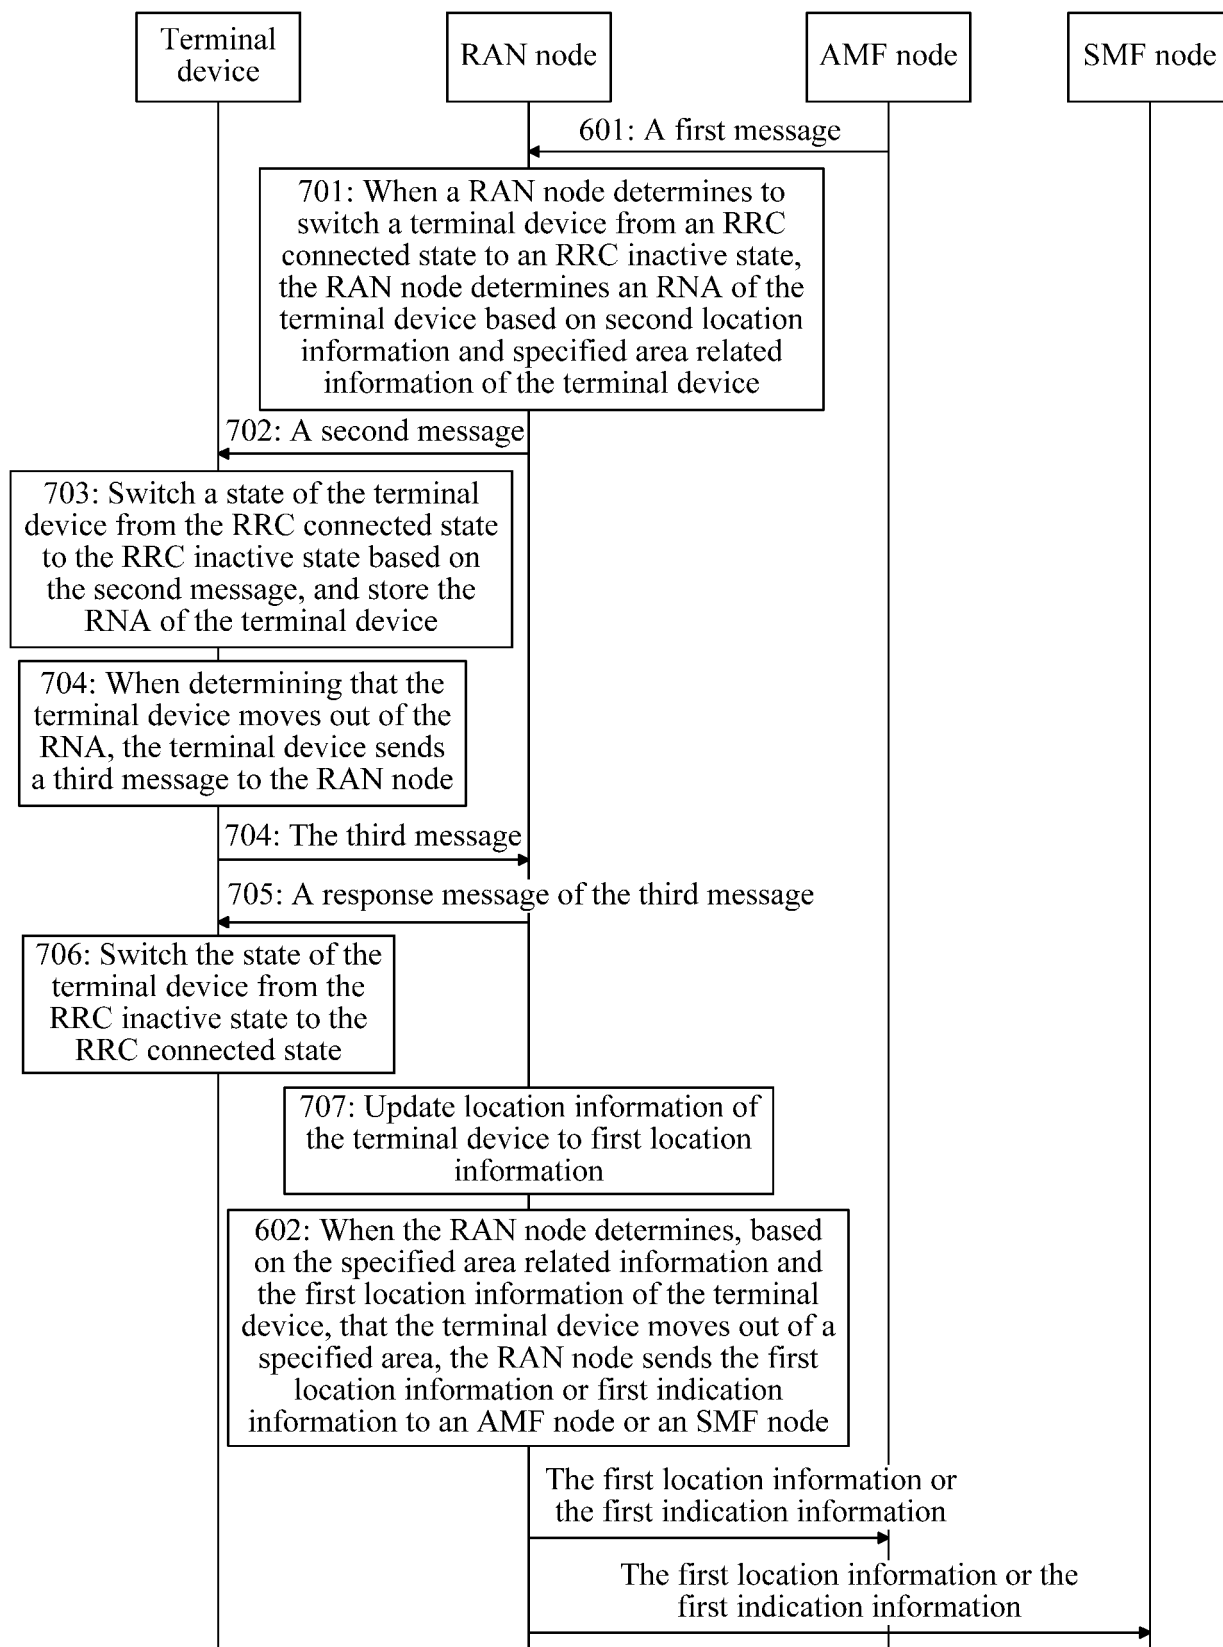 Terminal
device
RAN node
AMF node
SMF node
601: A first message
701: When a RAN node determines to
switch a terminal device from an RRC
connected state to an RRC inactive state,
the RAN node determines an RNA of the
terminal device based on second location
information and specified area related
information of the terminal device
702: A second message
703: Switch a state of the terminal
device from the RRC connected state
to the RRC inactive state based on
the second message, and store the
RNA of the terminal device
704: When determining that the
terminal device moves out of the
RNA, the terminal device sends
a third message to the RAN node
704: The third message
705: A response message of the third message
706: Switch the state of the
terminal device from the
RRC inactive state to the
RRC connected state
707: Update location information of
the terminal device to first location
information
602: When the RAN node determines, based
on the specified area related information and
the first location information of the terminal
device, that the terminal device moves out of a
specified area, the RAN node sends the first
location information or first indication
information to an AMF node or an SMF node
The first location information or
the first indication information
The first location information or the
first indication information